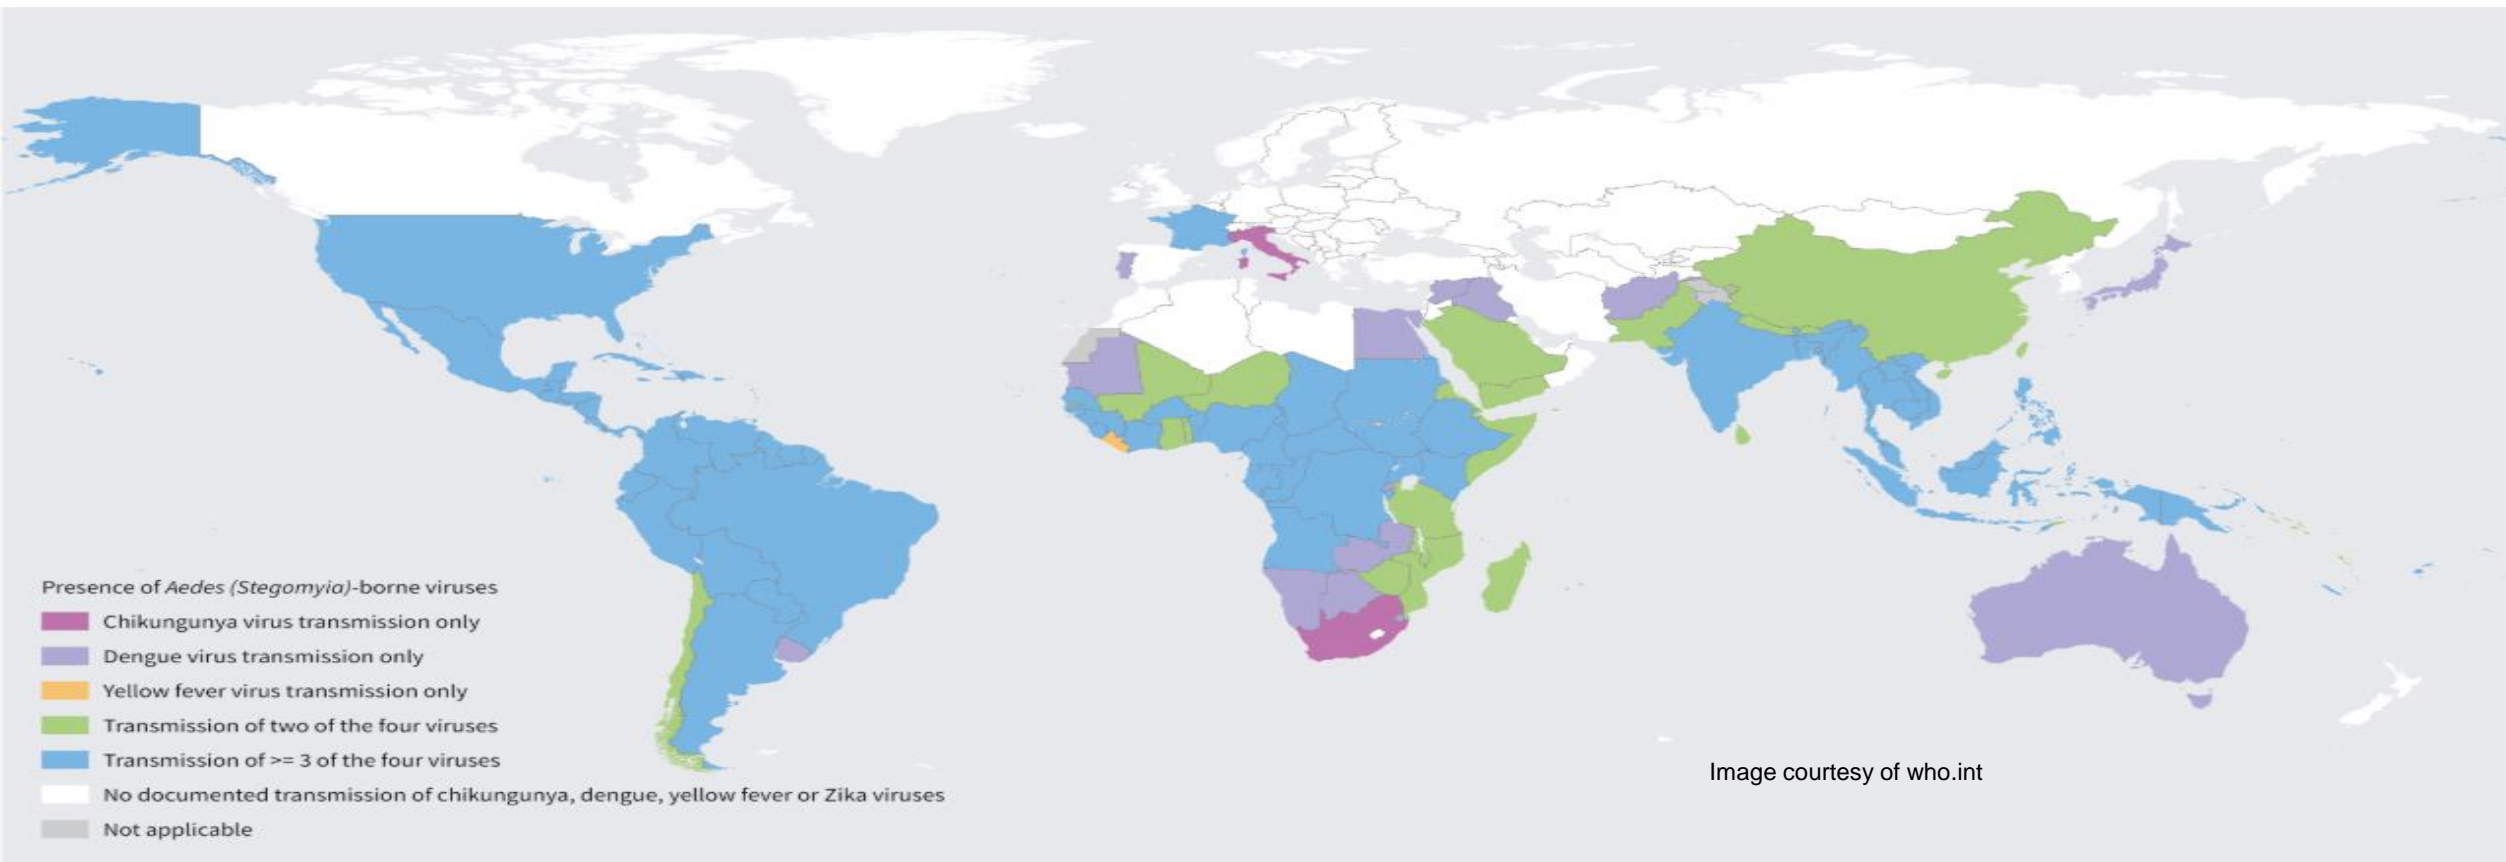 Presence of Aedes (Stegomyia)-borne viruses
Chikungunya virus transmission only
Dengue virus transmission only
Yellow fever virus transmission only
Transmission of two of the four viruses
Transmission of >= 3 of the four viruses
No documented transmission of chikungunya, dengue, yellow fever or Zika viruses
Not applicable
Image courtesy of who.int